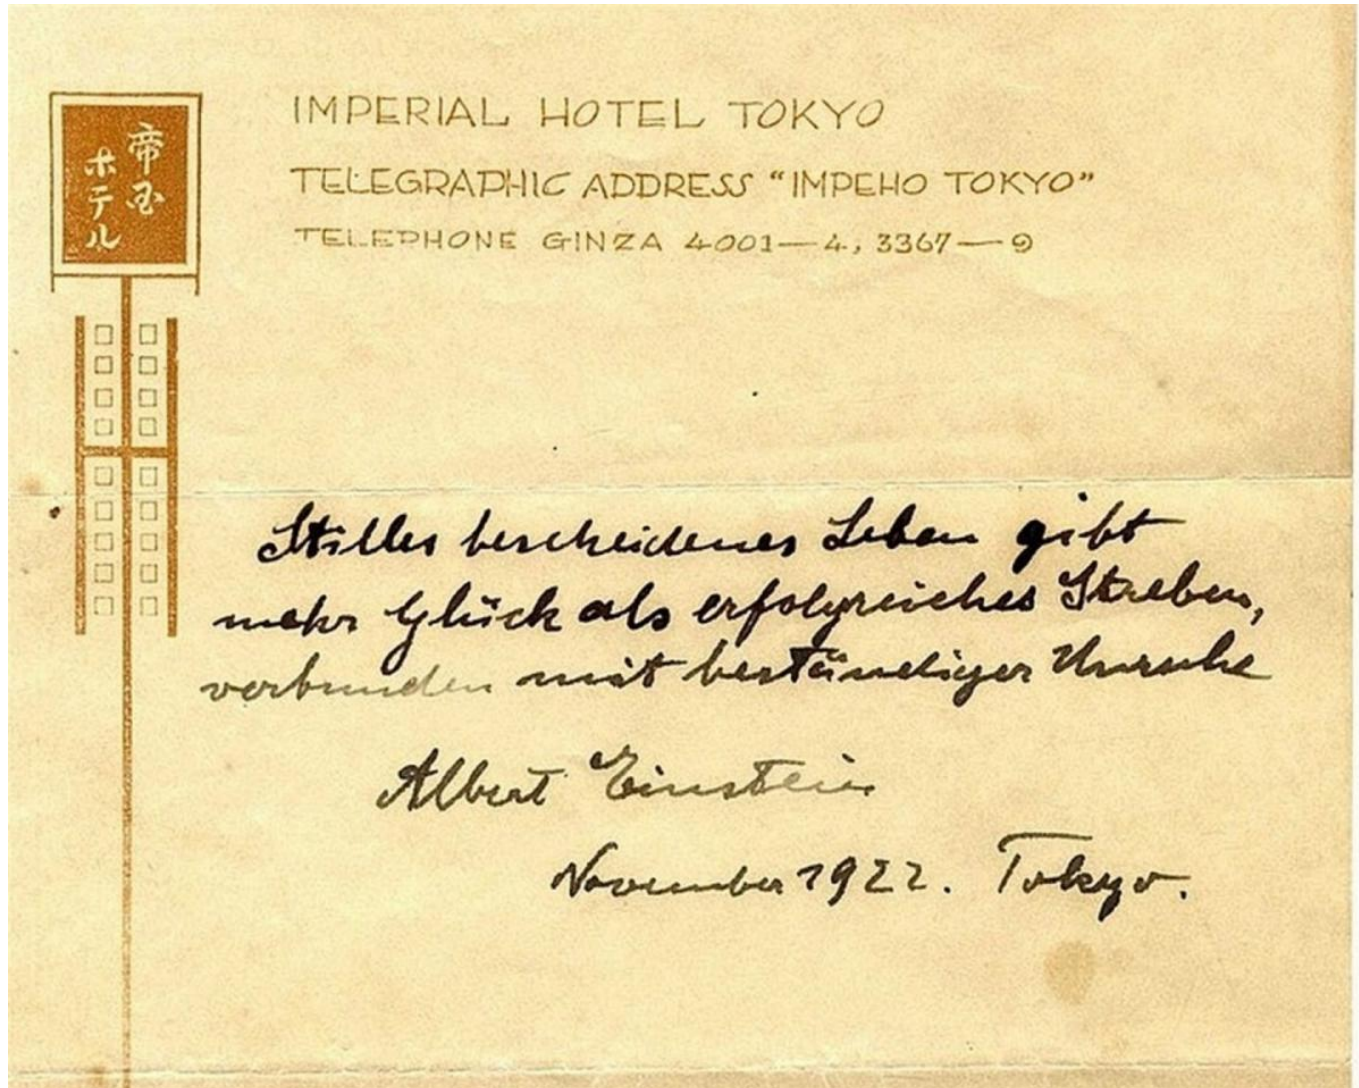 帝国
ホテル
IMPERIAL HOTEL TOKYO
TELEGRAPHIC ADDRESS “IMPEHO TOKYO”
TELEPHONE GINZA 4001—4, 3367—9
Stilles bescheidenes Leben gibt
mehr Glück als erfolgreiches Streben,
verbunden mit beständiger Unruhe
Albert Einstein
November 1922. Tokyo.